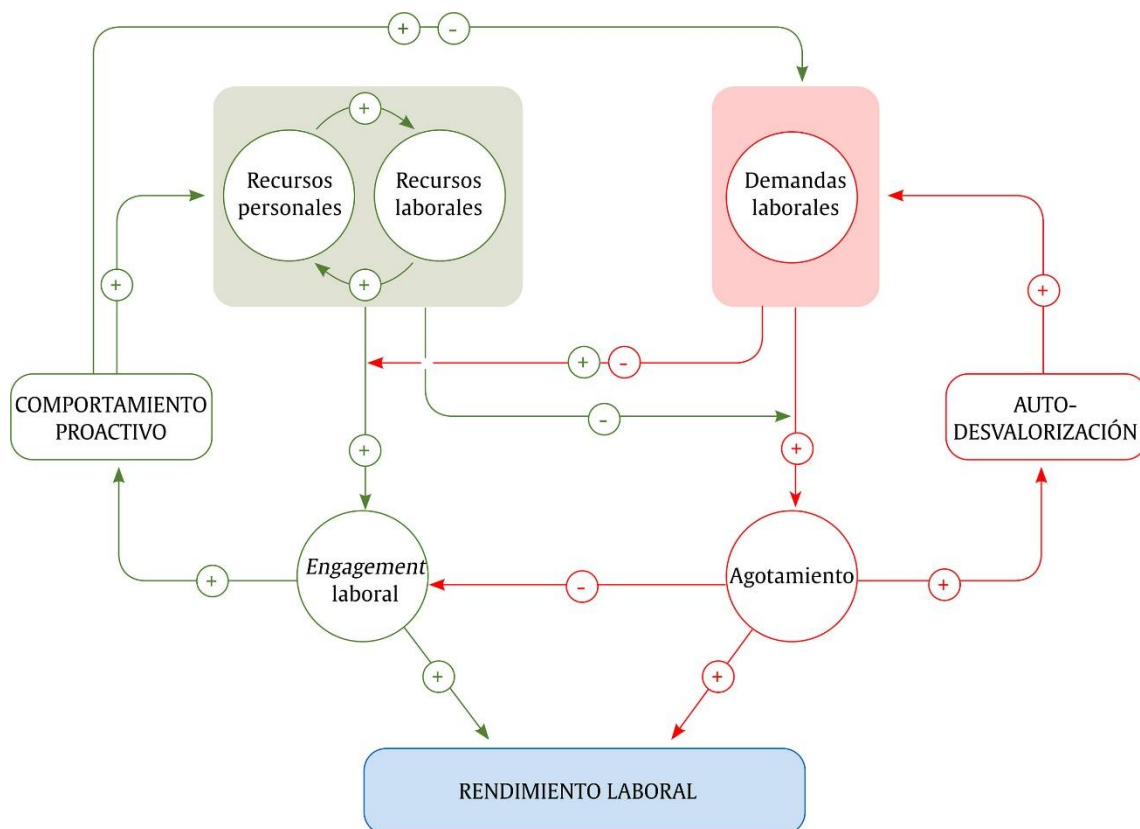 +
-
+
Recursos
personales
Recursos
laborales
Demandas
laborales
+
+
+
+
-
COMPORTAMIENTO
PROACTIVO
AUTO-
DESVALORIZACIÓN
-
+
+
Engagement
laboral
Agotamiento
+
-
+
+
+
RENDIMIENTO LABORAL